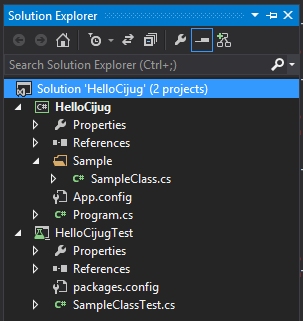 Solution Explorer
Search Solution Explorer (Ctrl+;)
Solution 'HelloCijug' (2 projects)
C# HelloCijug
Properties
References
Sample
C# SampleClass.cs
App.config
C# Program.cs
HelloCijugTest
Properties
References
packages.config
C# SampleClassTest.cs